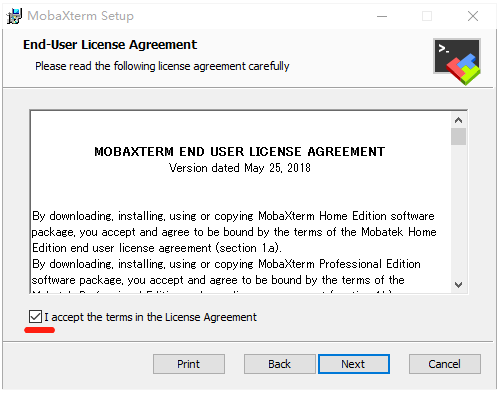 MobaXterm Setup
End-User License Agreement
Please read the following license agreement carefully
>_
MOBAXTERM END USER LICENSE AGREEMENT
Version dated May 25, 2018
By downloading, installing, using or copying MobaXterm Home Edition software
package, you accept and agree to be bound by the terms of the Mobatek Home
Edition end user license agreement (section 1.a).
By downloading, installing, using or copying MobaXterm Professional Edition
software package, you accept and agree to be bound by the terms of the
I accept the terms in the License Agreement
Print
Back
Next
Cancel